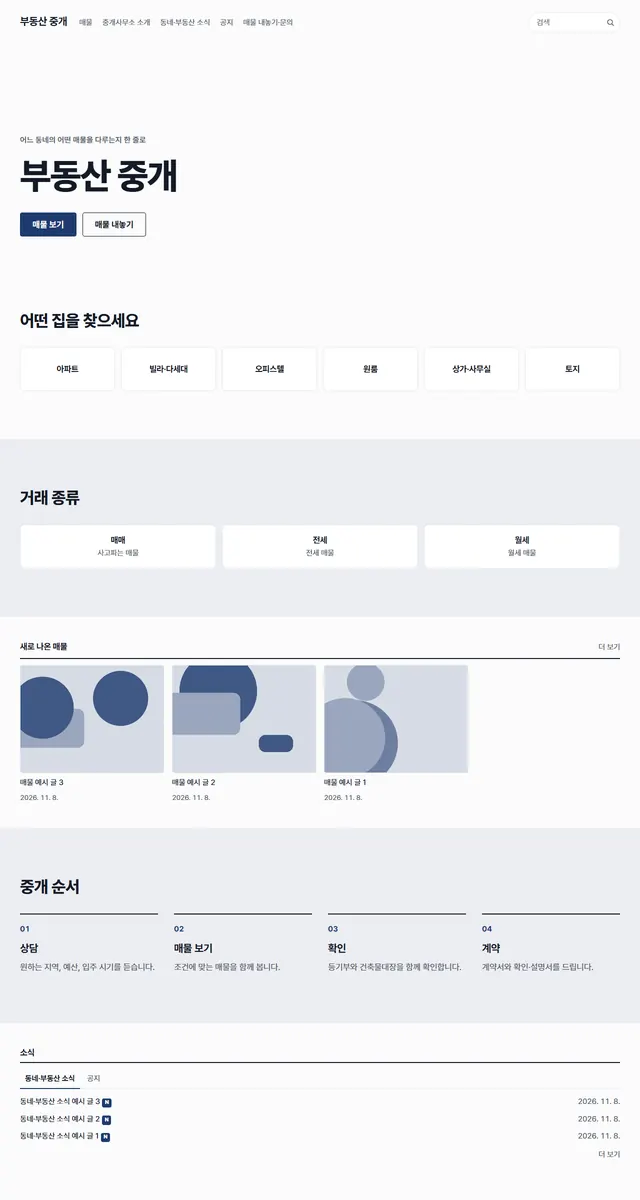 부동산 중개 매물 중개사무소 소개 동네·부동산 소식 공지 매물 내놓기·문의 검색
어느 동네의 어떤 매물을 다루는지 한 줄로
부동산 중개
매물 보기 매물 내놓기
어떤 집을 찾으세요
아파트 빌라·다세대 오피스텔 원룸 상가·사무실 토지
거래 종류
매매 전세 월세
사고파는 매물 전세 매물 월세 매물
새로 나온 매물 더 보기
매물 예시 글 3 매물 예시 글 2 매물 예시 글 1
2026. 11. 8. 2026. 11. 8. 2026. 11. 8.
중개 순서
01 02 03 04
상담 매물 보기 확인 계약
원하는 지역, 예산, 입주 시기를 듣습니다. 조건에 맞는 매물을 함께 봅니다. 등기부와 건축물대장을 함께 확인합니다. 계약서와 확인·설명서를 드립니다.
소식
동네·부동산 소식 공지
동네·부동산 소식 예시 글 3 N 2026. 11. 8.
동네·부동산 소식 예시 글 2 N 2026. 11. 8.
동네·부동산 소식 예시 글 1 N 2026. 11. 8.
더 보기